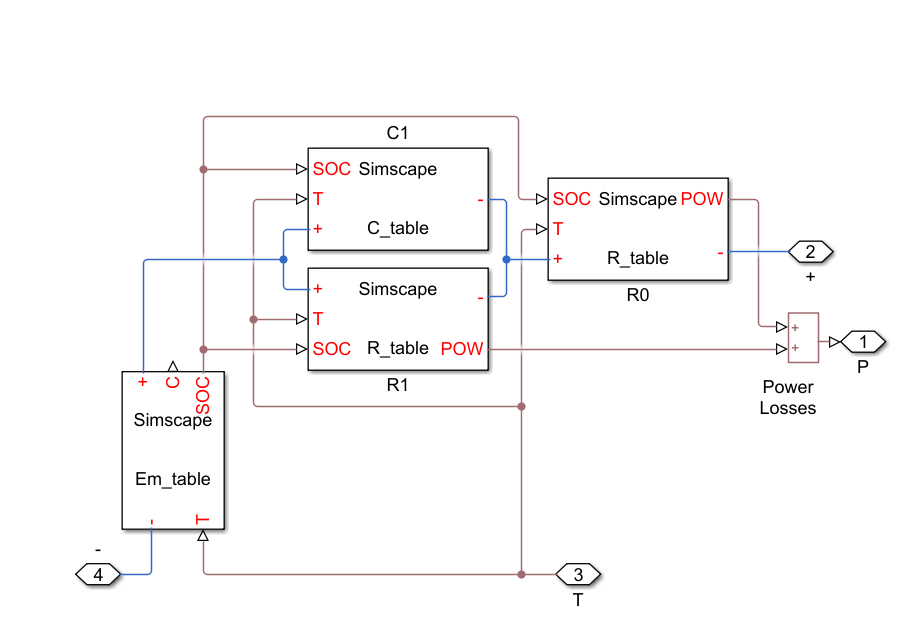 C1
SOC Simscape
T
-
+ C_table
SOC Simscape POW
T
+ R_table -
R0
2
+
+ Simscape
-
T
SOC R_table POW
R1
+
+
1
P
Power
Losses
+ C SOC
Simscape
Em_table
- T
-
4
3
T